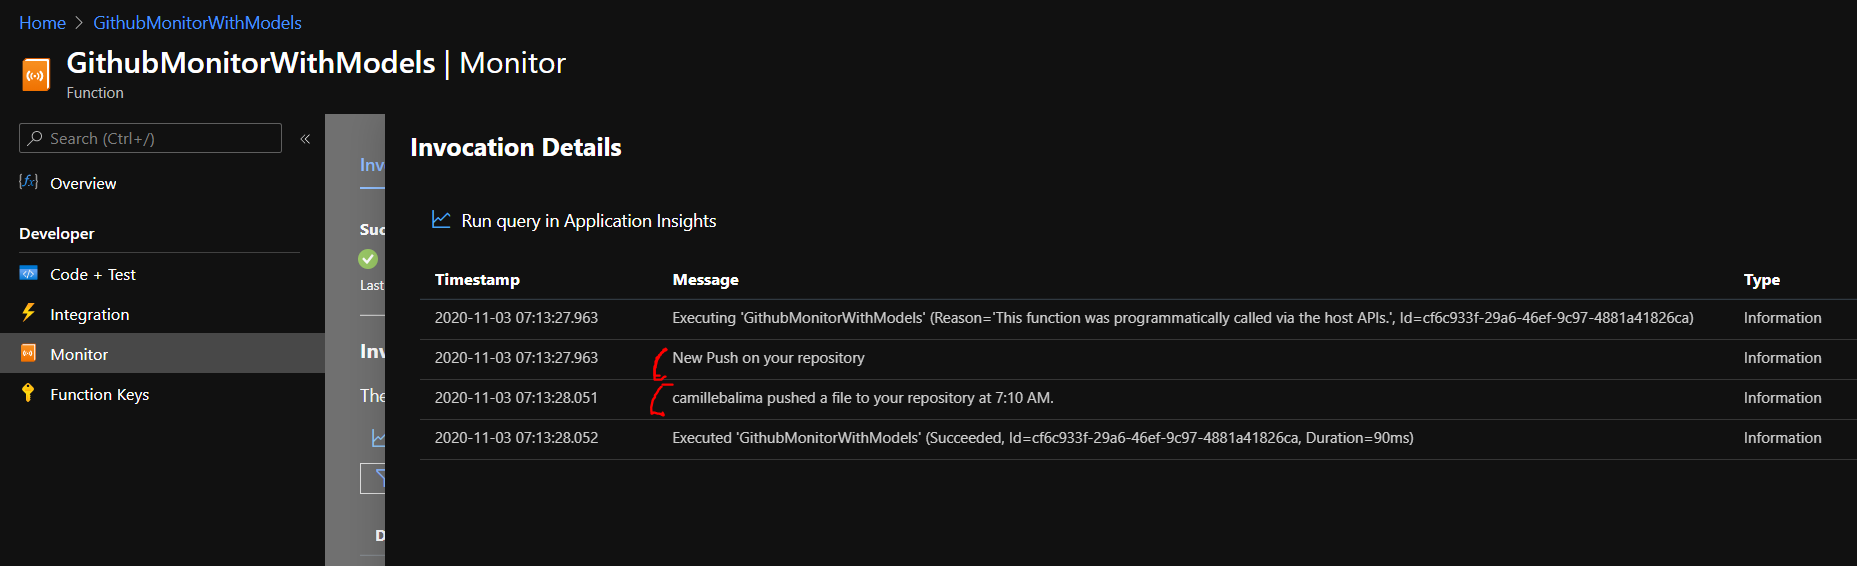 Home > GithubMonitorWithModels
GithubMonitorWithModels | Monitor
Function
Search (Ctrl+/)
«
Overview
Developer
Code + Test
Integration
Monitor
Function Keys
Inv
Suc
Last
Inv
The
D
Invocation Details
Run query in Application Insights
Timestamp Message Type
2020-11-03 07:13:27.963 Executing 'GithubMonitorWithModels' (Reason='This function was programmatically called via the host APIs.', Id=cf6c933f-29a6-46ef-9c97-4881a41826ca) Information
2020-11-03 07:13:27.963 New Push on your repository Information
2020-11-03 07:13:28.051 camillebalima pushed a file to your repository at 7:10 AM. Information
2020-11-03 07:13:28.052 Executed 'GithubMonitorWithModels' (Succeeded, Id=cf6c933f-29a6-46ef-9c97-4881a41826ca, Duration=90ms) Information